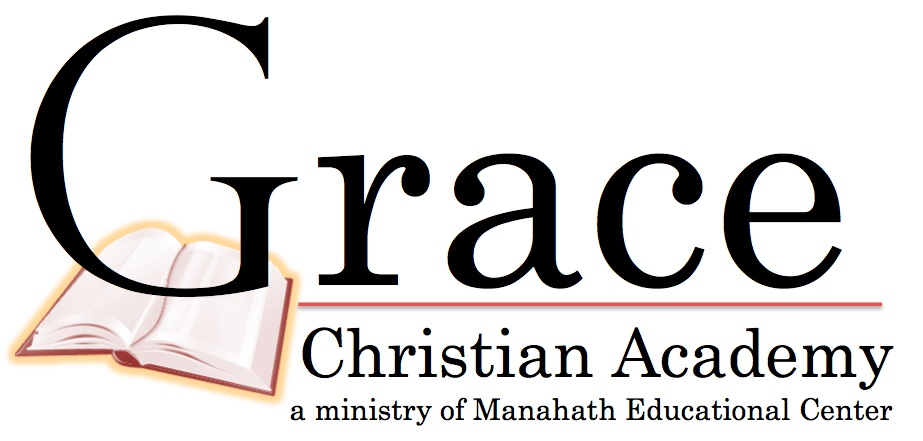 Grace
Christian Academy
a ministry of Manahath Educational Center